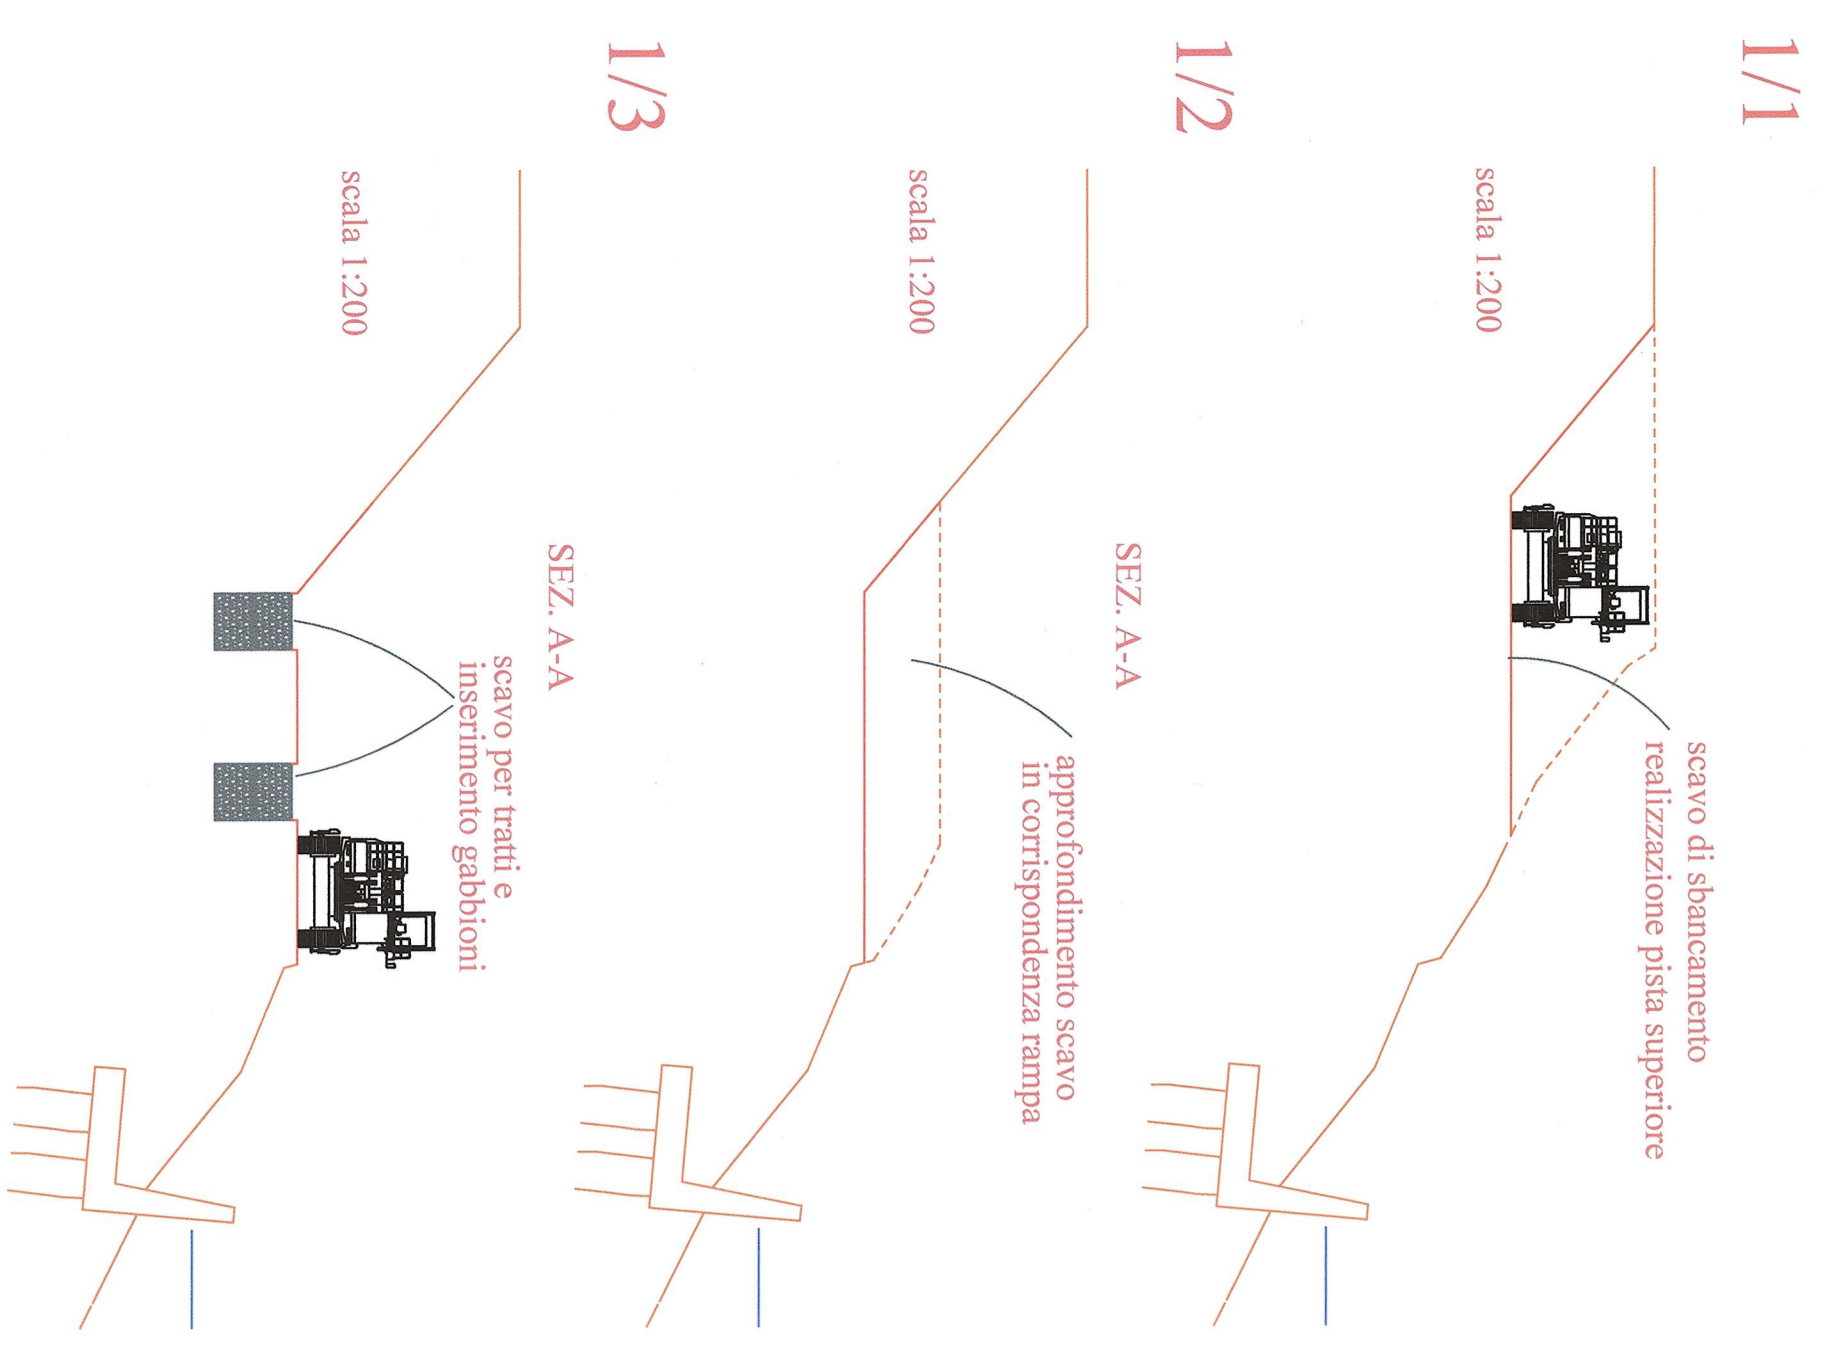 1/1
scavo di sbancamento
realizzazione pista superiore
scala 1:200
SEZ. A-A
1/2
approfondimento scavo
in corrispondenza rampa
scala 1:200
SEZ. A-A
1/3
scavo per tratti e
inserimento gabbioni
scala 1:200